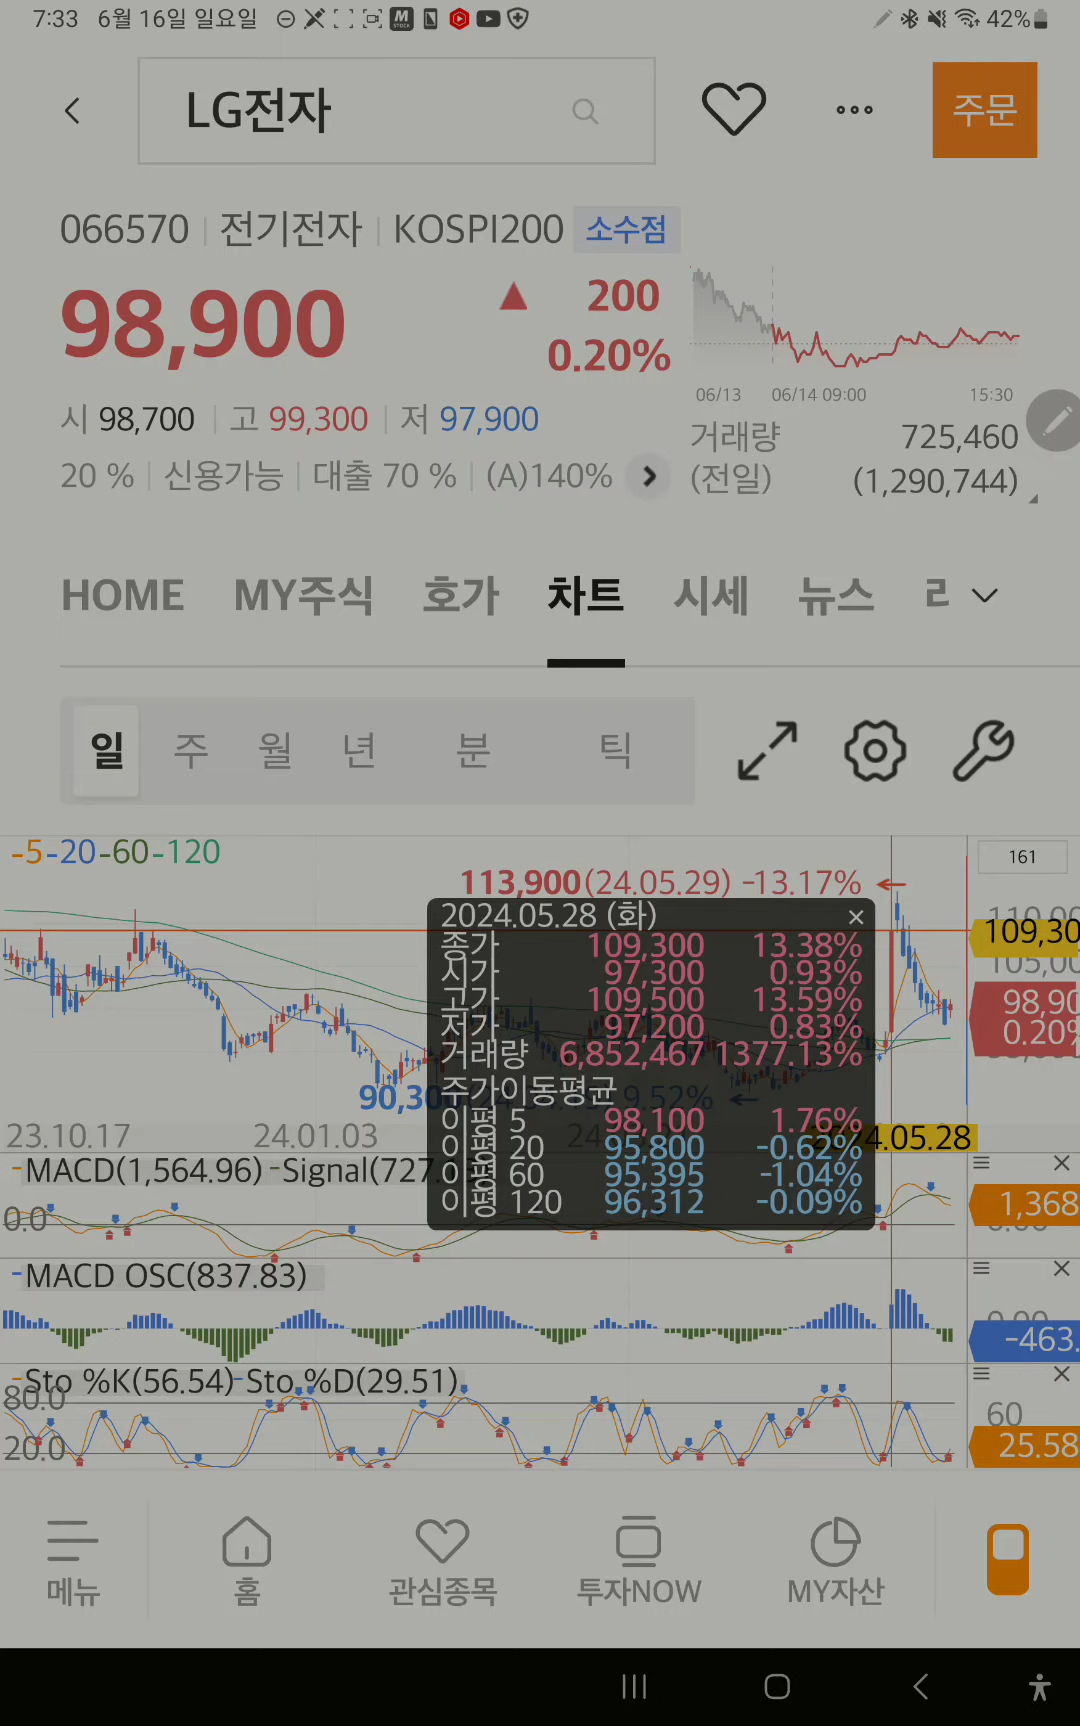 7:33 6월 16일 일요일
42%
LG전자
주문
066570 전기전자 KOSPI200 소수점
98,900
200
0.20%
06/13 06/14 09:00 15:30
시 98,700 고 99,300 저 97,900
거래량 725,460
20 % 신용가능 대출 70 % (A)140%
(전일) (1,290,744)
HOME MY주식 호가 차트 시세 뉴스
일 주 월 년 분 틱
-5-20-60-120
161
113,900(24.05.29) -13.17%
2024.05.28 (화)
종가 109,300 13.38%
시가 97,300 0.93%
고가 109,500 13.59%
저가 97,200 0.83%
거래량 6,852,467 1377.13%
주가이동평균
이평 5 98,100 1.76%
이평 20 95,800 -0.62%
이평 60 95,395 -1.04%
이평 120 96,312 -0.09%
109,30
105,00
98,90
0.20%
90,300
9.52%
23.10.17 24.01.03
4.05.28
-MACD(1,564.96) -Signal(727.
0.0
1,368
-MACD OSC(837.83)
-463.
-Sto %K(56.54)-Sto %D(29.51)
80.0
60
20.0
25.58
메뉴 홈 관심종목 투자NOW MY자산